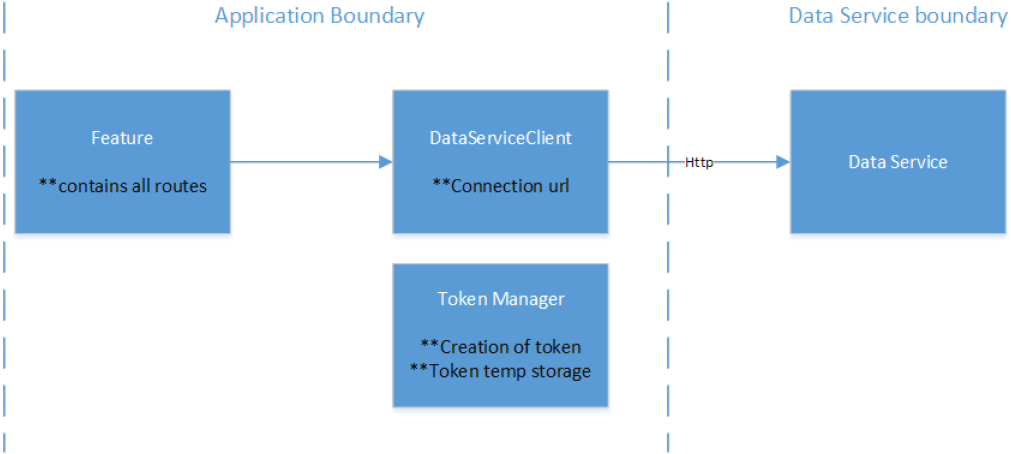 Application Boundary
Data Service boundary
Feature
**contains all routes
DataServiceClient
**Connection url
Http
Data Service
Token Manager
**Creation of token
**Token temp storage